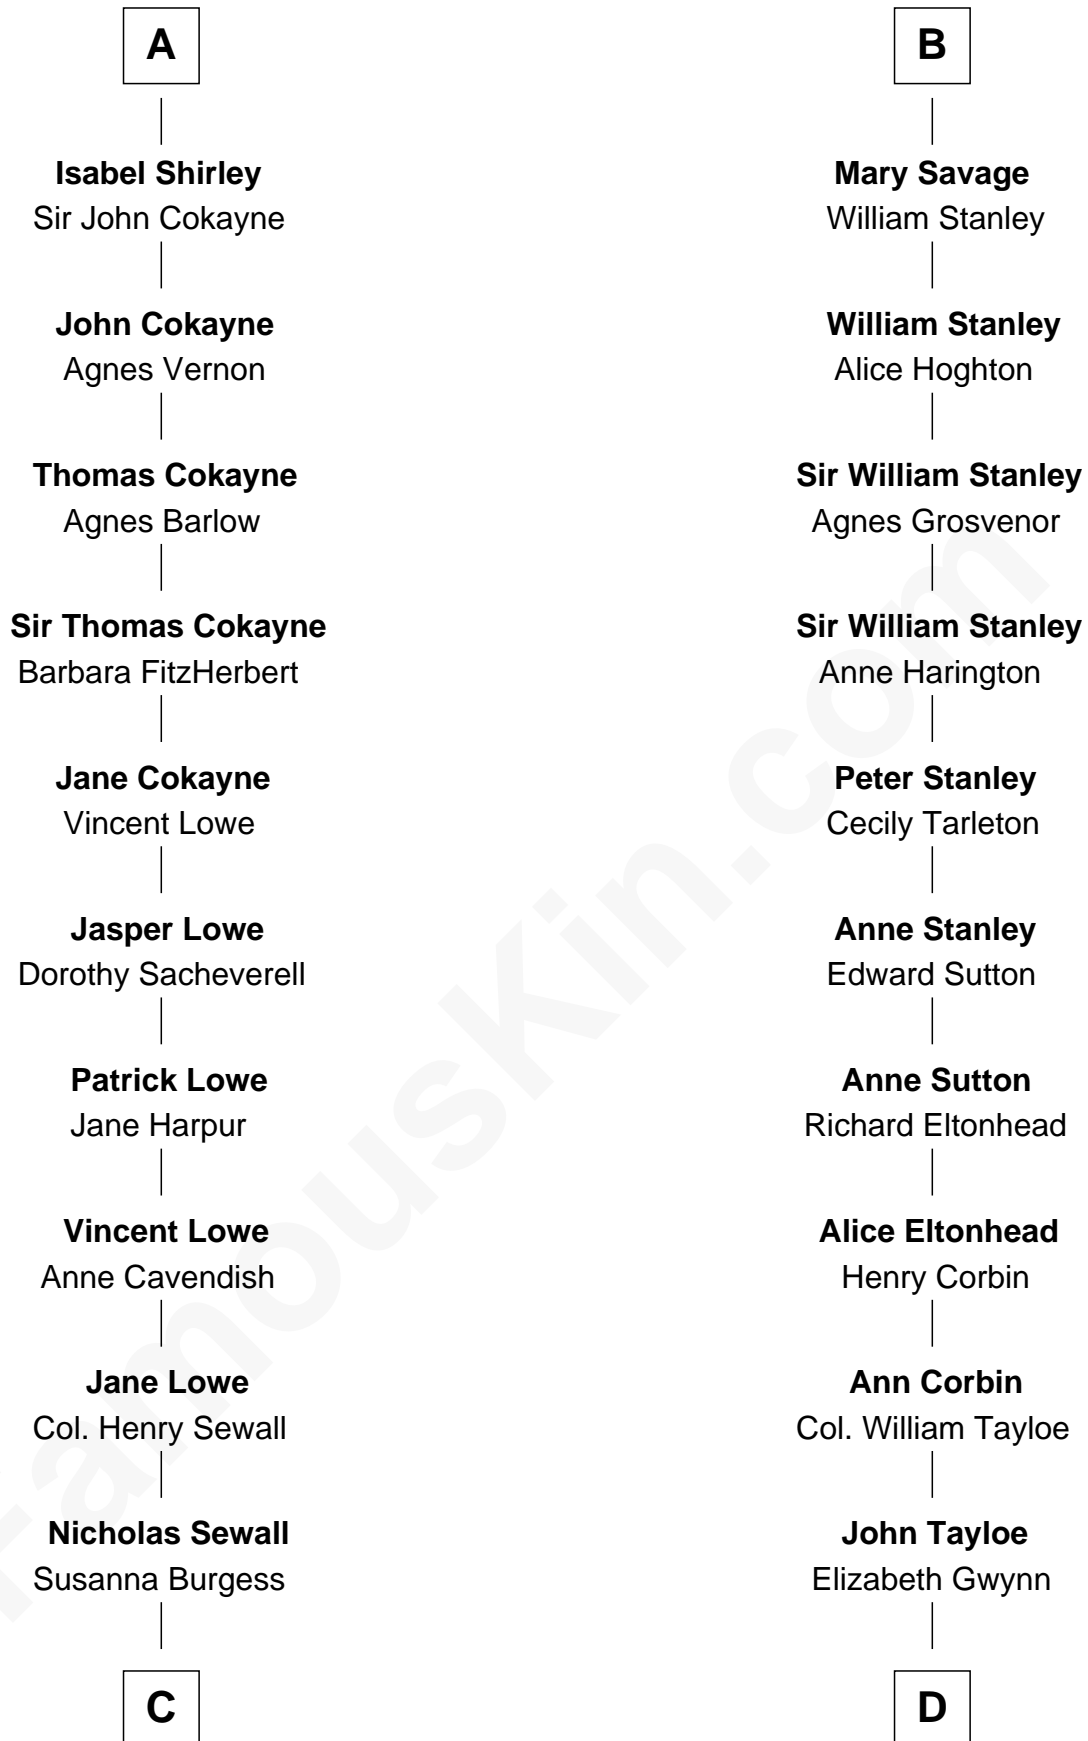 A
Isabel Shirley
Sir John Cokayne
John Cokayne
Agnes Vernon
Thomas Cokayne
Agnes Barlow
Sir Thomas Cokayne
Barbara FitzHerbert
Jane Cokayne
Vincent Lowe
Jasper Lowe
Dorothy Sacheverell
Patrick Lowe
Jane Harpur
Vincent Lowe
Anne Cavendish
Jane Lowe
Col. Henry Sewall
Nicholas Sewall
Susanna Burgess
C
B
Mary Savage
William Stanley
William Stanley
Alice Hoghton
Sir William Stanley
Agnes Grosvenor
Sir William Stanley
Anne Harington
Peter Stanley
Cecily Tarleton
Anne Stanley
Edward Sutton
Anne Sutton
Richard Eltonhead
Alice Eltonhead
Henry Corbin
Ann Corbin
Col. William Tayloe
John Tayloe
Elizabeth Gwynn
D
FamousKin.com